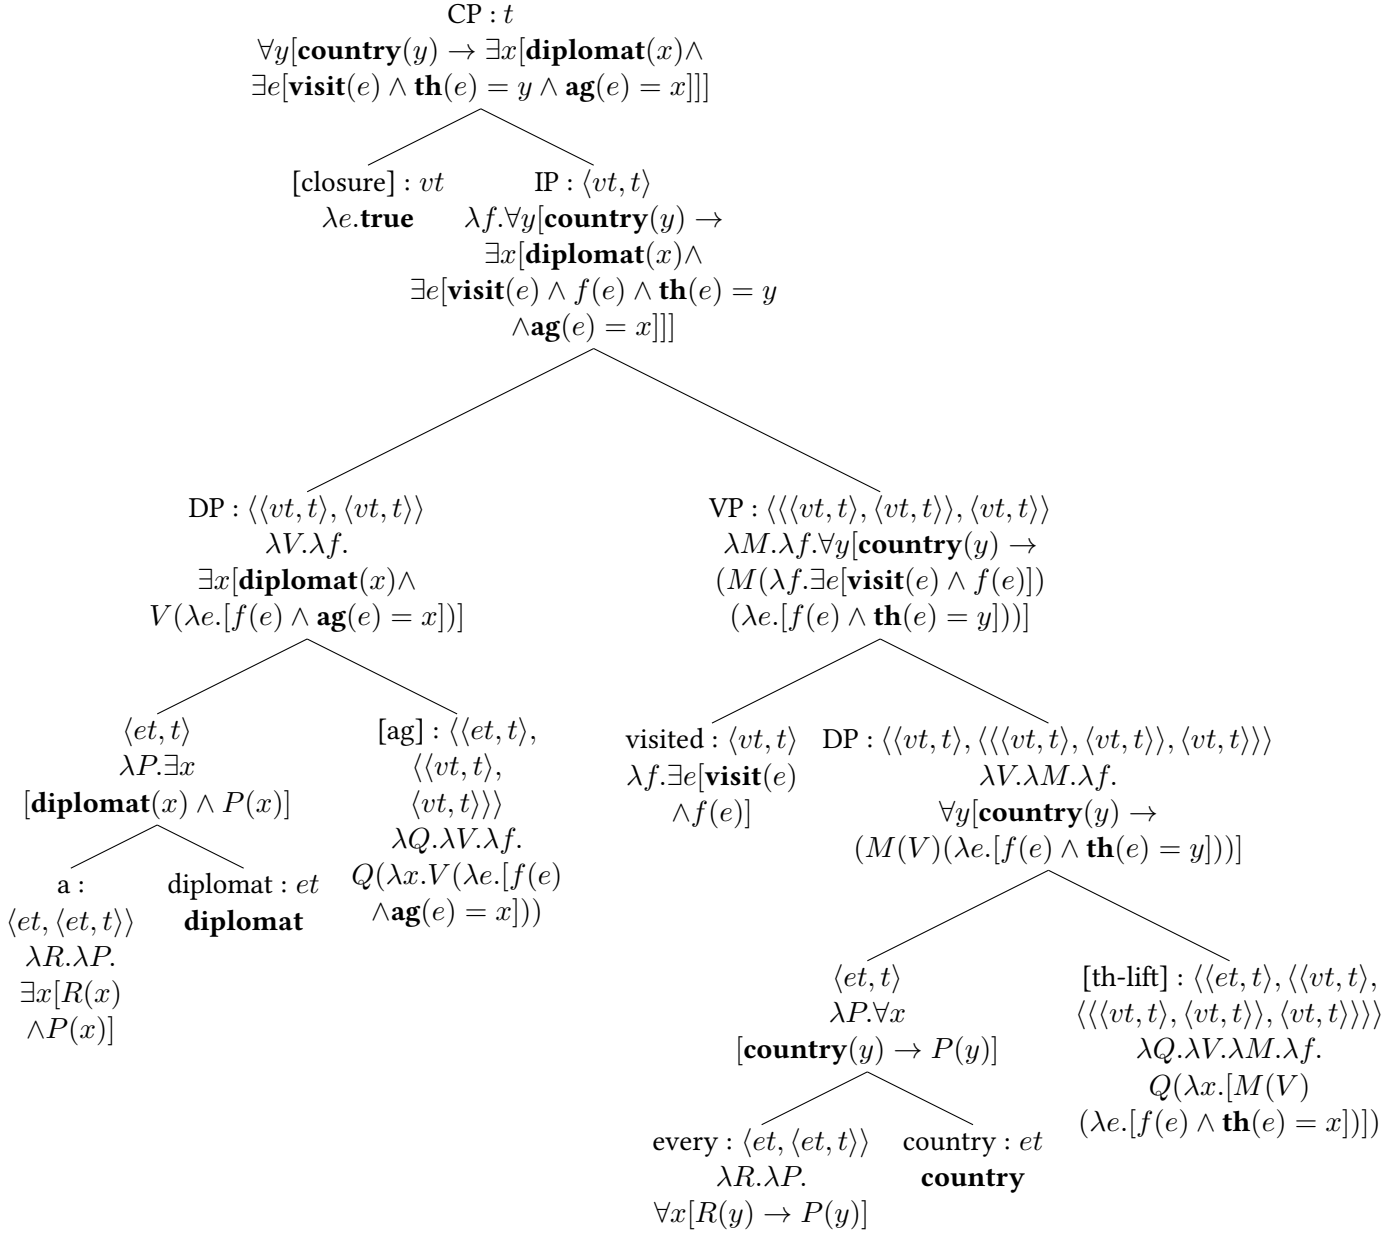 CP : t
∀y[country(y) → ∃x[diplomat(x)∧
∃e[visit(e) ∧ th(e) = y ∧ ag(e) = x]]]
[closure] : vt
λe.true
IP : ⟨vt, t⟩
λf.∀y[country(y) →
∃x[diplomat(x)∧
∃e[visit(e) ∧ f(e) ∧ th(e) = y
∧ag(e) = x]]]
DP : ⟨⟨vt, t⟩, ⟨vt, t⟩⟩
λV.λf.
∃x[diplomat(x)∧
V(λe.[f(e) ∧ ag(e) = x])]
VP : ⟨⟨⟨vt, t⟩, ⟨vt, t⟩⟩, ⟨vt, t⟩⟩
λM.λf.∀y[country(y) →
(M(λf.∃e[visit(e) ∧ f(e)])
(λe.[f(e) ∧ th(e) = y]))]
⟨et, t⟩
λP.∃x
[diplomat(x) ∧ P(x)]
[ag] : ⟨⟨et, t⟩,
⟨⟨vt, t⟩,
⟨vt, t⟩⟩⟩
λQ.λV.λf.
Q(λx.V(λe.[f(e)
∧ag(e) = x]))
visited : ⟨vt, t⟩
λf.∃e[visit(e)
∧f(e)]
DP : ⟨⟨vt, t⟩, ⟨⟨⟨vt, t⟩, ⟨vt, t⟩⟩, ⟨vt, t⟩⟩⟩
λV.λM.λf.
∀y[country(y) →
(M(V)(λe.[f(e) ∧ th(e) = y]))]
a :
⟨et, ⟨et, t⟩⟩
λR.λP.
∃x[R(x)
∧P(x)]
diplomat : et
diplomat
⟨et, t⟩
λP.∀x
[country(y) → P(y)]
[th-lift] : ⟨⟨et, t⟩, ⟨⟨vt, t⟩,
⟨⟨⟨vt, t⟩, ⟨vt, t⟩⟩, ⟨vt, t⟩⟩⟩⟩
λQ.λV.λM.λf.
Q(λx.[M(V)
(λe.[f(e) ∧ th(e) = x])])
every : ⟨et, ⟨et, t⟩⟩
λR.λP.
∀x[R(y) → P(y)]
country : et
country